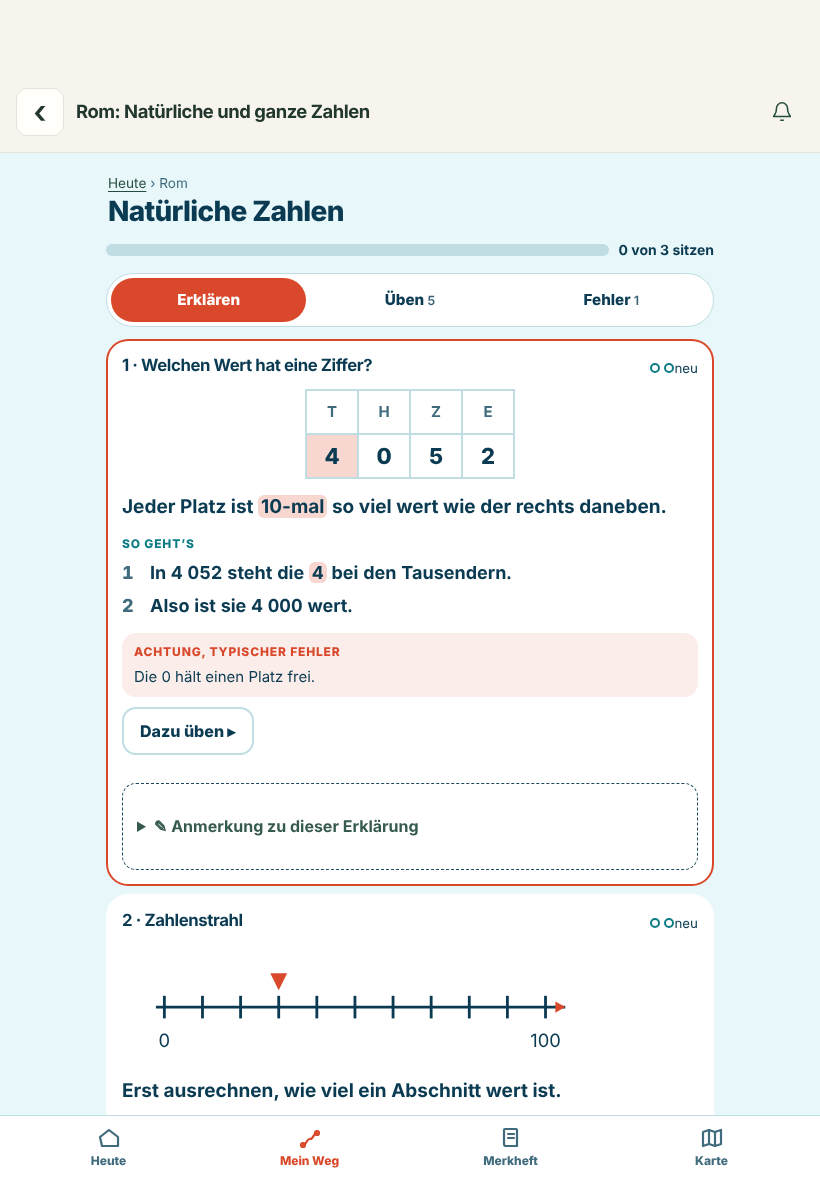 Rom: Natürliche und ganze Zahlen
Heute › Rom
Natürliche Zahlen
0 von 3 sitzen
Erklären Üben 5 Fehler 1
1 · Welchen Wert hat eine Ziffer? neu
T H Z E
4 0 5 2
Jeder Platz ist 10-mal so viel wert wie der rechts daneben.
SO GEHT'S
1 In 4 052 steht die 4 bei den Tausendern.
2 Also ist sie 4 000 wert.
ACHTUNG, TYPISCHER FEHLER
Die 0 hält einen Platz frei.
Dazu üben ▸
▶ ✎ Anmerkung zu dieser Erklärung
2 · Zahlenstrahl neu
0 100
Erst ausrechnen, wie viel ein Abschnitt wert ist.
Heute Mein Weg Merkheft Karte